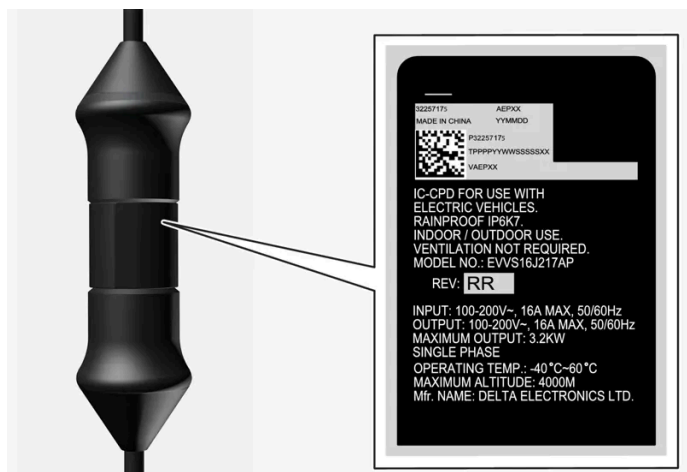 32257175 AEPXX
MADE IN CHINA YYMMDD
P32257175
TPPPPYYWWSSSSSXX
VAEPXX
IC-CPD FOR USE WITH
ELECTRIC VEHICLES.
RAINPROOF IP6K7.
INDOOR / OUTDOOR USE.
VENTILATION NOT REQUIRED.
MODEL NO.: EVVS16J217AP
REV: RR
INPUT: 100-200V~, 16A MAX, 50/60Hz
OUTPUT: 100-200V~, 16A MAX, 50/60Hz
MAXIMUM OUTPUT: 3.2KW
SINGLE PHASE
OPERATING TEMP.: -40°C~60°C
MAXIMUM ALTITUDE: 4000M
Mfr. NAME: DELTA ELECTRONICS LTD.